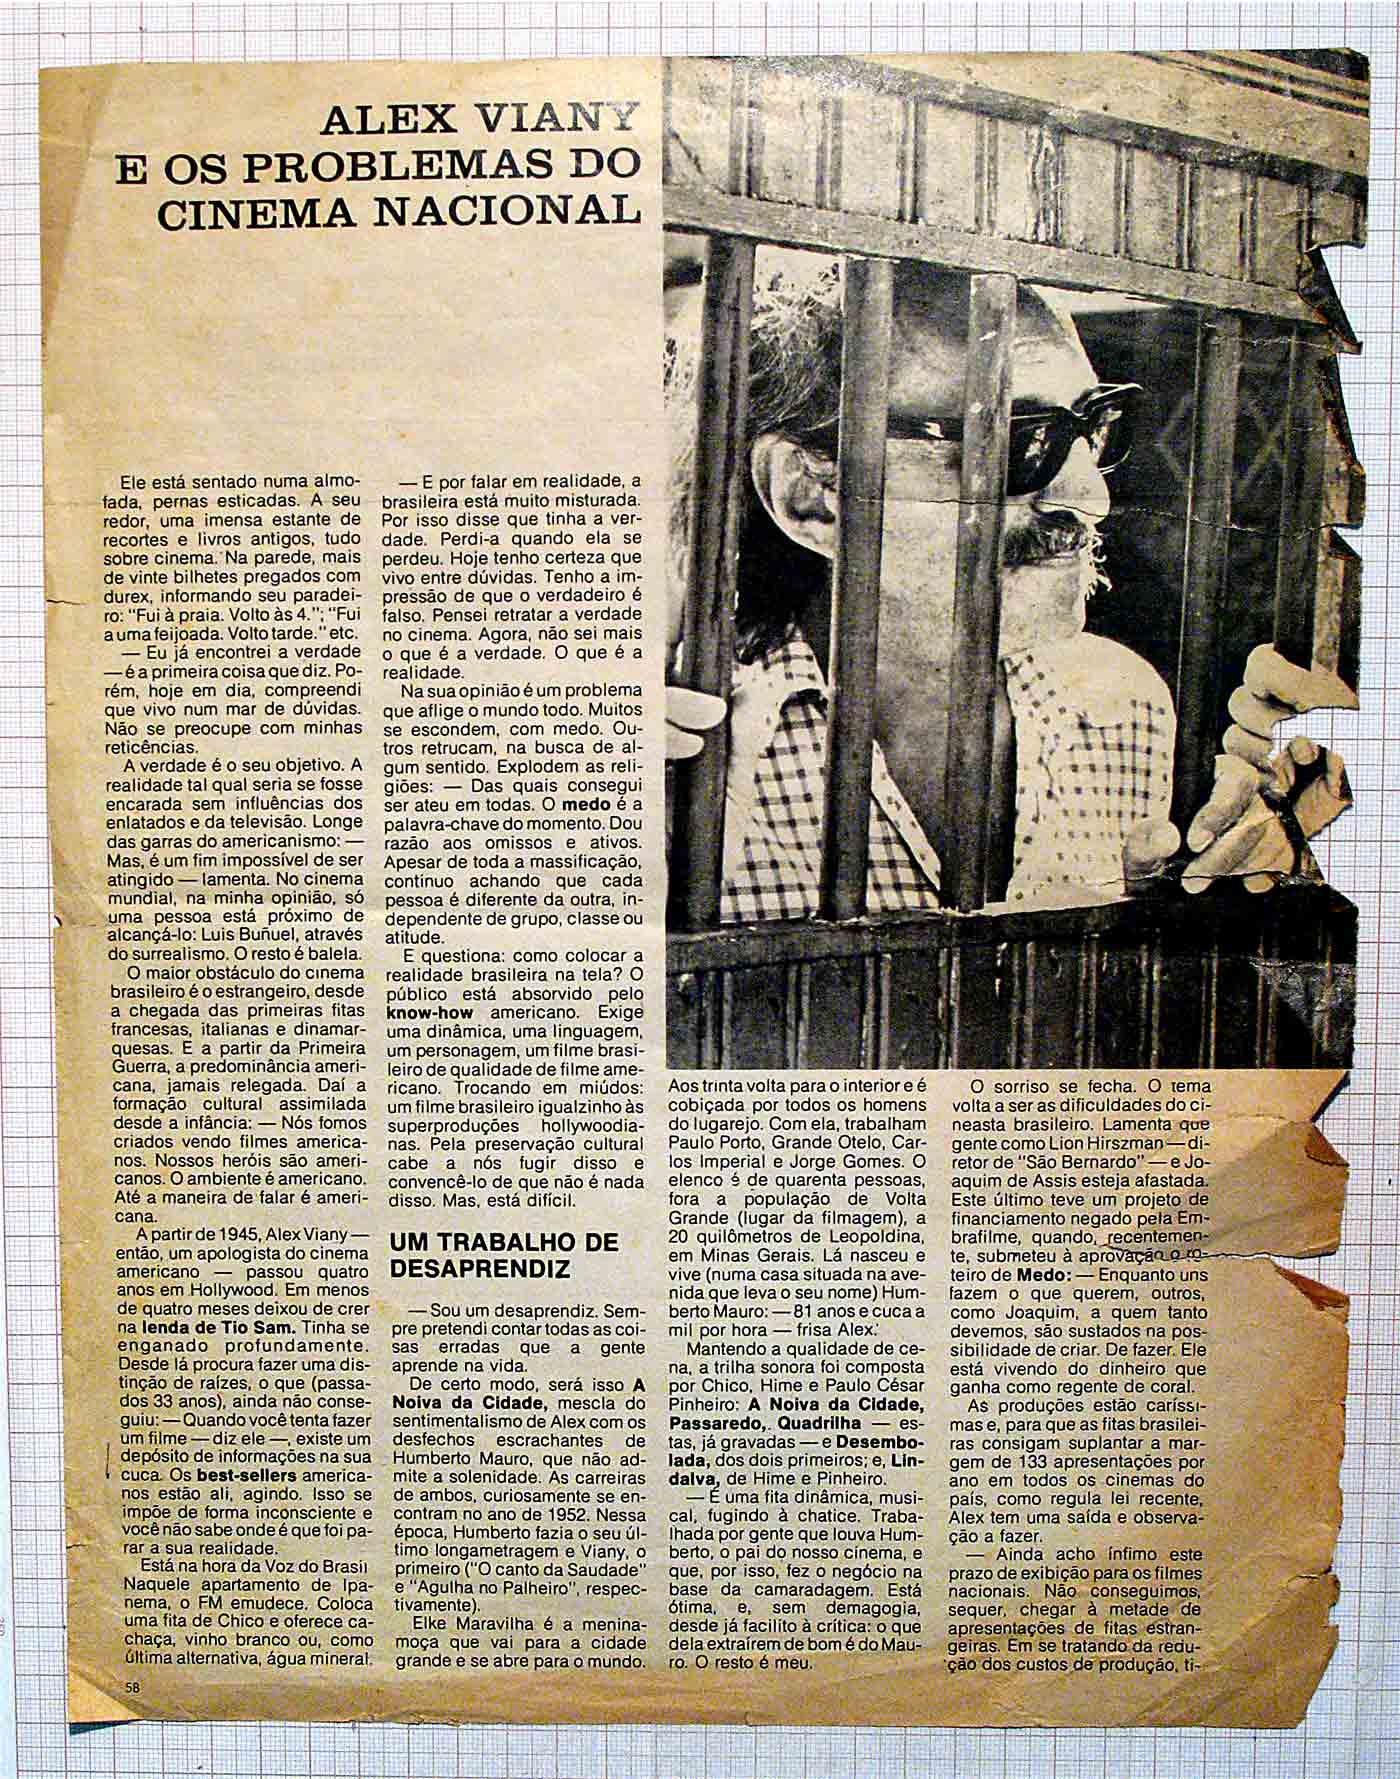 ALEX VIANY
E OS PROBLEMAS DO
CINEMA NACIONAL
Ele está sentado numa almo-
fada, pernas esticadas. A seu
redor, uma imensa estante de
recortes e livros antigos, tudo
sobre cinema. Na parede, mais
de vinte bilhetes pregados com
durex, informando seu paradei-
ro: "Fui à praia. Volto às 4."; "Fui
a uma feijoada. Volto tarde." etc.
— Eu já encontrei a verdade
— é a primeira coisa que diz. Po-
rém, hoje em dia, compreendi
que vivo num mar de dúvidas.
Não se preocupe com minhas
reticências.
A verdade é o seu objetivo. A
realidade tal qual seria se fosse
encarada sem influências dos
enlatados e da televisão. Longe
das garras do americanismo: —
Mas, é um fim impossível de ser
atingido — lamenta. No cinema
mundial, na minha opinião, só
uma pessoa está próximo de
alcançá-lo: Luis Buñuel, através
do surrealismo. O resto é balela.
O maior obstáculo do cinema
brasileiro é o estrangeiro, desde
a chegada das primeiras fitas
francesas, italianas e dinamar-
quesas. E a partir da Primeira
Guerra, a predominância ameri-
cana, jamais relegada. Daí a
formação cultural assimilada
desde a infância: — Nós fomos
criados vendo filmes america-
nos. Nossos heróis são ameri-
canos. O ambiente é americano.
Até a maneira de falar é ameri-
cana.
A partir de 1945, Alex Viany —
então, um apologista do cinema
americano — passou quatro
anos em Hollywood. Em menos
de quatro meses deixou de crer
na lenda de Tio Sam. Tinha se
enganado profundamente.
Desde lá procura fazer uma dis-
tinção de raízes, o que (passa-
dos 33 anos), ainda não conse-
guiu: — Quando você tenta fazer
um filme — diz ele —, existe um
depósito de informações na sua
cuca. Os best-sellers america-
nos estão ali, agindo. Isso se
impõe de forma inconsciente e
você não sabe onde é que foi pa-
rar a sua realidade.
Está na hora da Voz do Brasil
Naquele apartamento de Ipa-
nema, o FM emudece. Coloca
uma fita de Chico e oferece ca-
chaça, vinho branco ou, como
última alternativa, água mineral.
— E por falar em realidade, a
brasileira está muito misturada.
Por isso disse que tinha a ver-
dade. Perdi-a quando ela se
perdeu. Hoje tenho certeza que
vivo entre dúvidas. Tenho a im-
pressão de que o verdadeiro é
falso. Pensei retratar a verdade
no cinema. Agora, não sei mais
o que é a verdade. O que é a
realidade.
Na sua opinião é um problema
que aflige o mundo todo. Muitos
se escondem, com medo. Ou-
tros retrucam, na busca de al-
gum sentido. Explodem as reli-
giões: — Das quais consegui
ser ateu em todas. O medo é a
palavra-chave do momento. Dou
razão aos omissos e ativos.
Apesar de toda a massificação,
continuo achando que cada
pessoa é diferente da outra, in-
dependente de grupo, classe ou
atitude.
E questiona: como colocar a
realidade brasileira na tela? O
público está absorvido pelo
know-how americano. Exige
uma dinâmica, uma linguagem,
um personagem, um filme brasi-
leiro de qualidade de filme ame-
ricano. Trocando em miúdos:
um filme brasileiro igualzinho às
superproduções hollywoodia-
nas. Pela preservação cultural
cabe a nós fugir disso e
convencê-lo de que não é nada
disso. Mas, está difícil.
UM TRABALHO DE
DESAPRENDIZ
— Sou um desaprendiz. Sem-
pre pretendi contar todas as coi-
sas erradas que a gente
aprende na vida.
De certo modo, será isso A
Noiva da Cidade, mescla do
sentimentalismo de Alex com os
desfechos escrachantes de
Humberto Mauro, que não ad-
mite a solenidade. As carreiras
de ambos, curiosamente se en-
contram no ano de 1952. Nessa
época, Humberto fazia o seu úl-
timo longametragem e Viany, o
primeiro ("O canto da Saudade"
e "Agulha no Palheiro", respec-
tivamente).
Elke Maravilha é a menina-
moça que vai para a cidade
grande e se abre para o mundo.
Aos trinta volta para o interior e é
cobiçada por todos os homens
do lugarejo. Com ela, trabalham
Paulo Porto, Grande Otelo, Car-
los Imperial e Jorge Gomes. O
elenco é de quarenta pessoas,
fora a população de Volta
Grande (lugar da filmagem), a
20 quilômetros de Leopoldina,
em Minas Gerais. Lá nasceu e
vive (numa casa situada na ave-
nida que leva o seu nome) Hum-
berto Mauro: — 81 anos e cuca a
mil por hora — frisa Alex.
Mantendo a qualidade de ce-
na, a trilha sonora foi composta
por Chico, Hime e Paulo César
Pinheiro: A Noiva da Cidade,
Passaredo, Quadrilha — es-
tas, já gravadas — e Desembo-
lada, dos dois primeiros; e, Lin-
dalva, de Hime e Pinheiro.
— É uma fita dinâmica, musi-
cal, fugindo à chatice. Traba-
lhada por gente que louva Hum-
berto, o pai do nosso cinema, e
que, por isso, fez o negócio na
base da camaradagem. Está
ótima, e, sem demagogia,
desde já facilito à crítica: o que
dela extraírem de bom é do Mau-
ro. O resto é meu.
O sorriso se fecha. O tema
volta a ser as dificuldades do ci-
neasta brasileiro. Lamenta que
gente como Lion Hirszman — di-
retor de "São Bernardo" — e Jo-
aquim de Assis esteja afastada.
Este último teve um projeto de
financiamento negado pela Em-
brafilme, quando, recentemen-
te, submeteu à aprovação o ro-
teiro de Medo: — Enquanto uns
fazem o que querem, outros,
como Joaquim, a quem tanto
devemos, são sustados na pos-
sibilidade de criar. De fazer. Ele
está vivendo do dinheiro que
ganha como regente de coral.
As produções estão caríssi-
mas e, para que as fitas brasilei-
ras consigam suplantar a mar-
gem de 133 apresentações por
ano em todos os cinemas do
país, como regula lei recente,
Alex tem uma saída e observa-
ção a fazer.
— Ainda acho ínfimo este
prazo de exibição para os filmes
nacionais. Não conseguimos,
sequer, chegar à metade de
apresentações de fitas estran-
geiras. Em se tratando da redu-
ção dos custos de produção, ti-
58